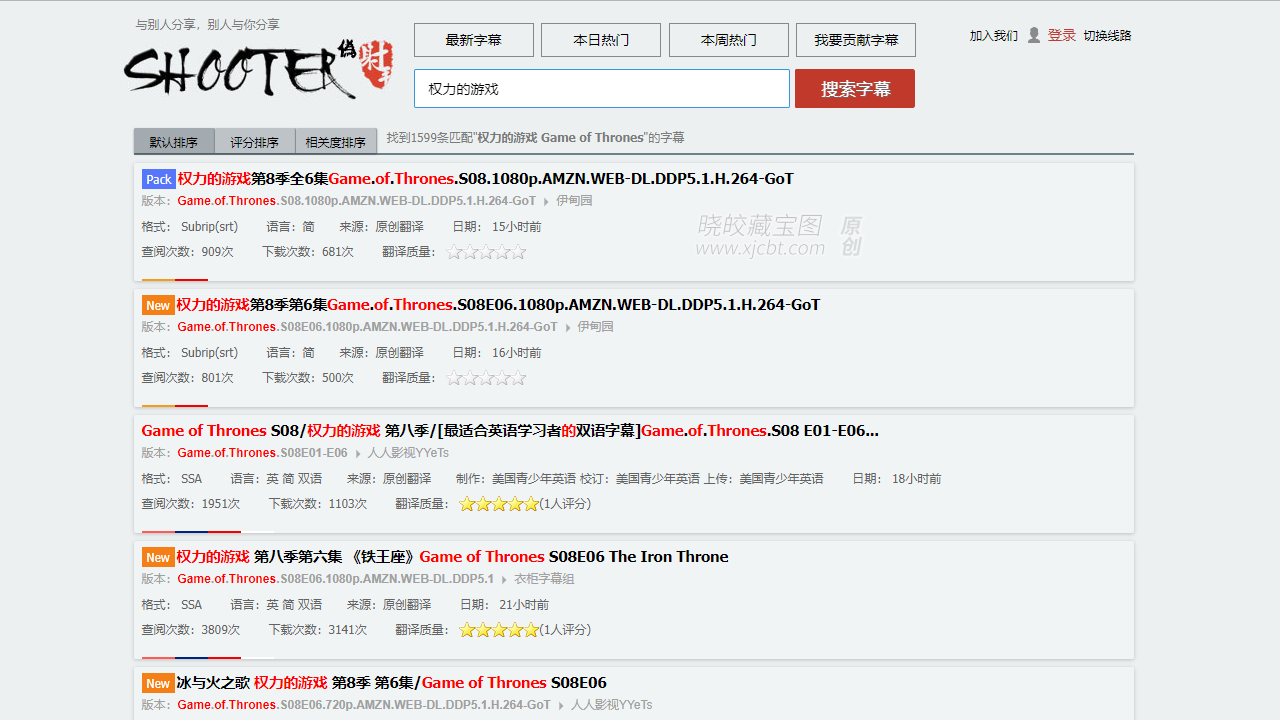 与别人分享，别人与你分享
SHOOTER 伪 射手
最新字幕 本日热门 本周热门 我要贡献字幕
加入我们 登录 切换线路
权力的游戏 搜索字幕
默认排序 评分排序 相关度排序 找到1599条匹配"权力的游戏 Game of Thrones"的字幕
Pack 权力的游戏第8季全6集Game.of.Thrones.S08.1080p.AMZN.WEB-DL.DDP5.1.H.264-GoT
版本： Game.of.Thrones.S08.1080p.AMZN.WEB-DL.DDP5.1.H.264-GoT 伊甸园
格式： Subrip(srt) 语言：简 来源：原创翻译 日期： 15小时前
查阅次数：909次 下载次数：681次 翻译质量：
晓皎藏宝图 原创
www.xjcbt.com
New 权力的游戏第8季第6集Game.of.Thrones.S08E06.1080p.AMZN.WEB-DL.DDP5.1.H.264-GoT
版本： Game.of.Thrones.S08E06.1080p.AMZN.WEB-DL.DDP5.1.H.264-GoT 伊甸园
格式： Subrip(srt) 语言：简 来源：原创翻译 日期： 16小时前
查阅次数：801次 下载次数：500次 翻译质量：
Game of Thrones S08/权力的游戏 第八季/[最适合英语学习者的双语字幕]Game.of.Thrones.S08 E01-E06...
版本： Game.of.Thrones.S08E01-E06 人人影视YYeTs
格式： SSA 语言：英 简 双语 来源：原创翻译 制作：美国青少年英语 校订：美国青少年英语 上传：美国青少年英语 日期： 18小时前
查阅次数：1951次 下载次数：1103次 翻译质量： (1人评分)
New 权力的游戏 第八季第六集 《铁王座》Game of Thrones S08E06 The Iron Throne
版本： Game.of.Thrones.S08E06.1080p.AMZN.WEB-DL.DDP5.1 衣柜字幕组
格式： SSA 语言：英 简 双语 来源：原创翻译 日期： 21小时前
查阅次数：3809次 下载次数：3141次 翻译质量： (1人评分)
New 冰与火之歌 权力的游戏 第8季 第6集/Game of Thrones S08E06
版本： Game.of.Thrones.S08E06.720p.AMZN.WEB-DL.DDP5.1.H.264-GoT 人人影视YYeTs